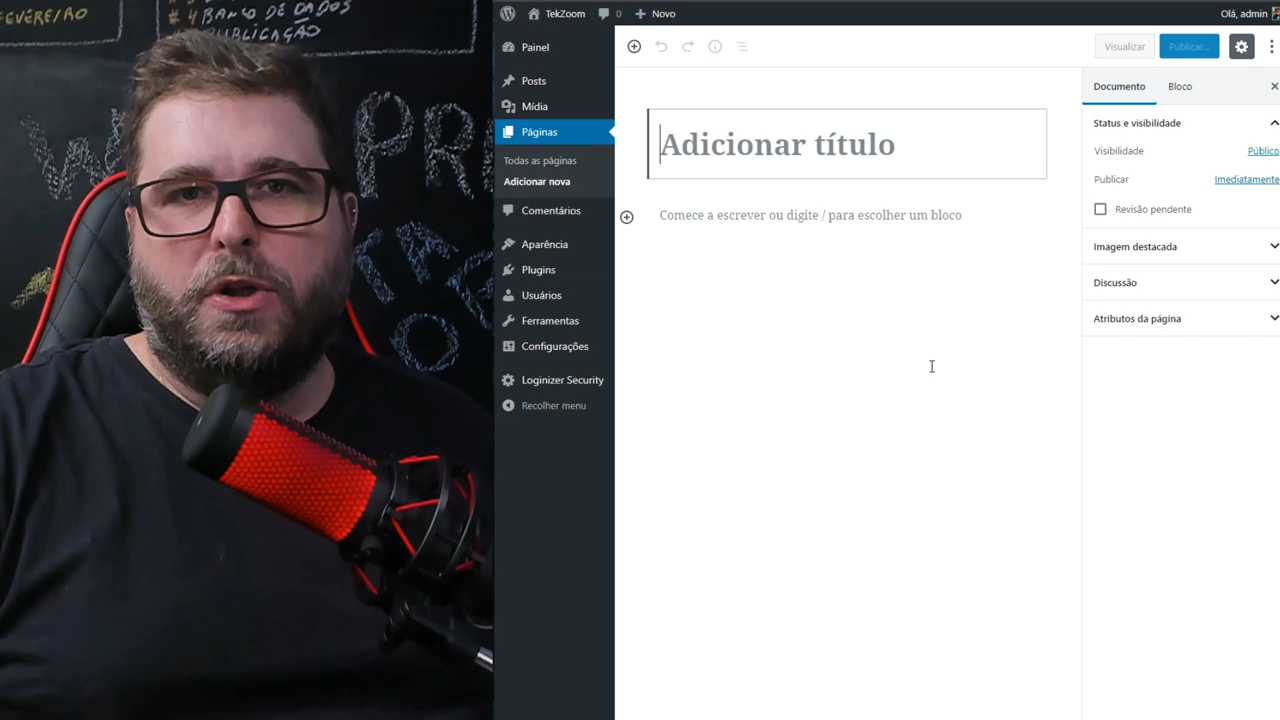 FEVEREIRO
# 4 BANCO DE DADOS
PUBLICAÇÃO
TekZoom
0
Novo
Olá, admin
Painel
Posts
Mídia
Páginas
Todas as páginas
Adicionar nova
Comentários
Aparência
Plugins
Usuários
Ferramentas
Configurações
Loginizer Security
Recolher menu
Visualizar
Publicar...
Adicionar título
Comece a escrever ou digite / para escolher um bloco
Documento
Bloco
Status e visibilidade
Visibilidade
Público
Publicar
Imediatamente
Revisão pendente
Imagem destacada
Discussão
Atributos da página